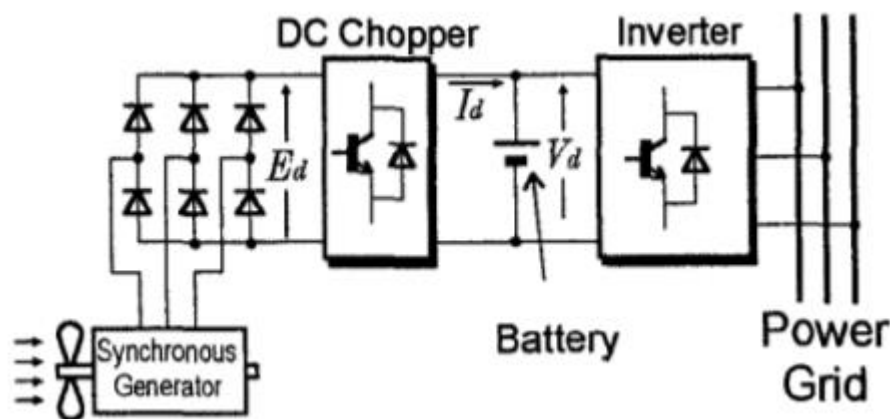 DC Chopper
Inverter
Ed
Id
Vd
Battery
Synchronous
Generator
Power
Grid